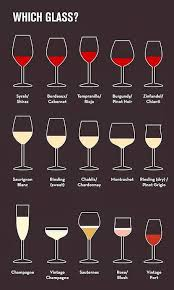 WHICH GLASS?
Syrah/
Shiraz
Bordeaux/
Cabernet
Tempranillo/
Rioja
Burgundy/
Pinot Noir
Zinfandel/
Chianti
Sauvignon
Blanc
Riesling
(sweet)
Chablis/
Chardonnay
Montrachet
Riesling (dry)/
Pinot Grigio
Champagne
Vintage
Champagne
Sauternes
Rose/
Blush
Vintage
Port